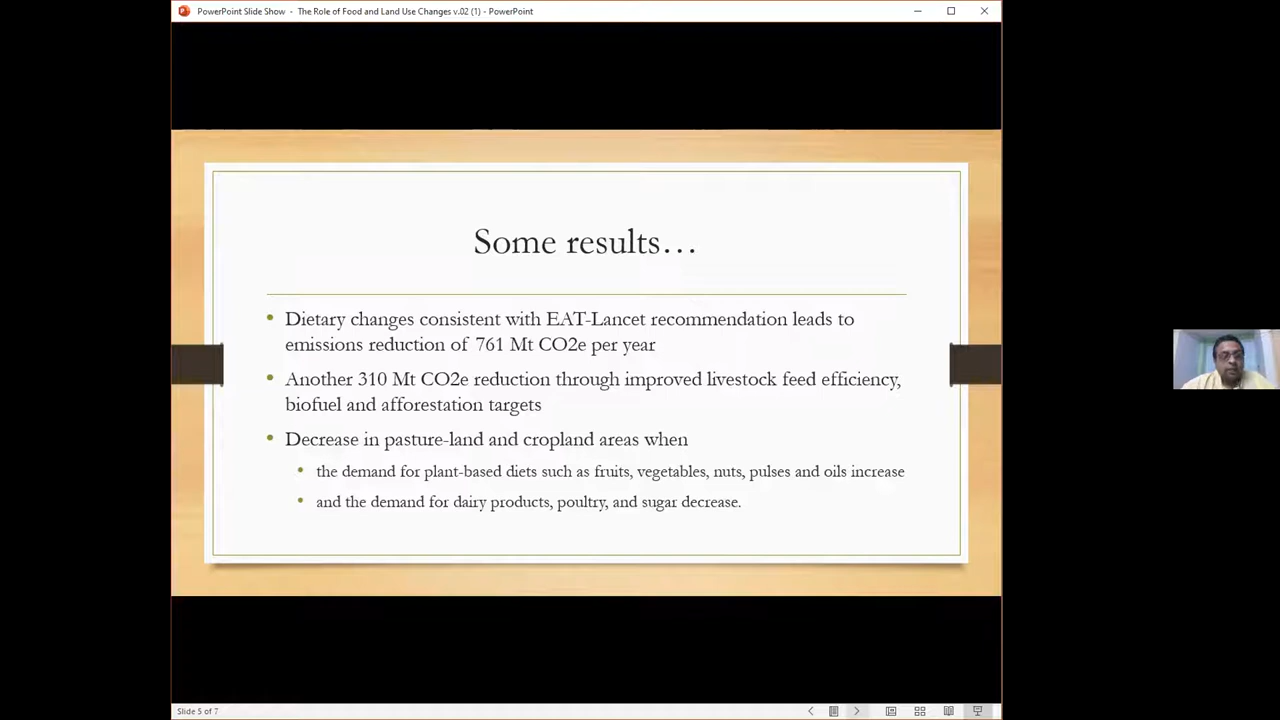 PowerPoint Slide Show - The Role of Food and Land Use Changes v.02 (1) - PowerPoint
Some results…
• Dietary changes consistent with EAT-Lancet recommendation leads to
emissions reduction of 761 Mt CO2e per year
• Another 310 Mt CO2e reduction through improved livestock feed efficiency,
biofuel and afforestation targets
• Decrease in pasture-land and cropland areas when
• the demand for plant-based diets such as fruits, vegetables, nuts, pulses and oils increase
• and the demand for dairy products, poultry, and sugar decrease.
Slide 5 of 7